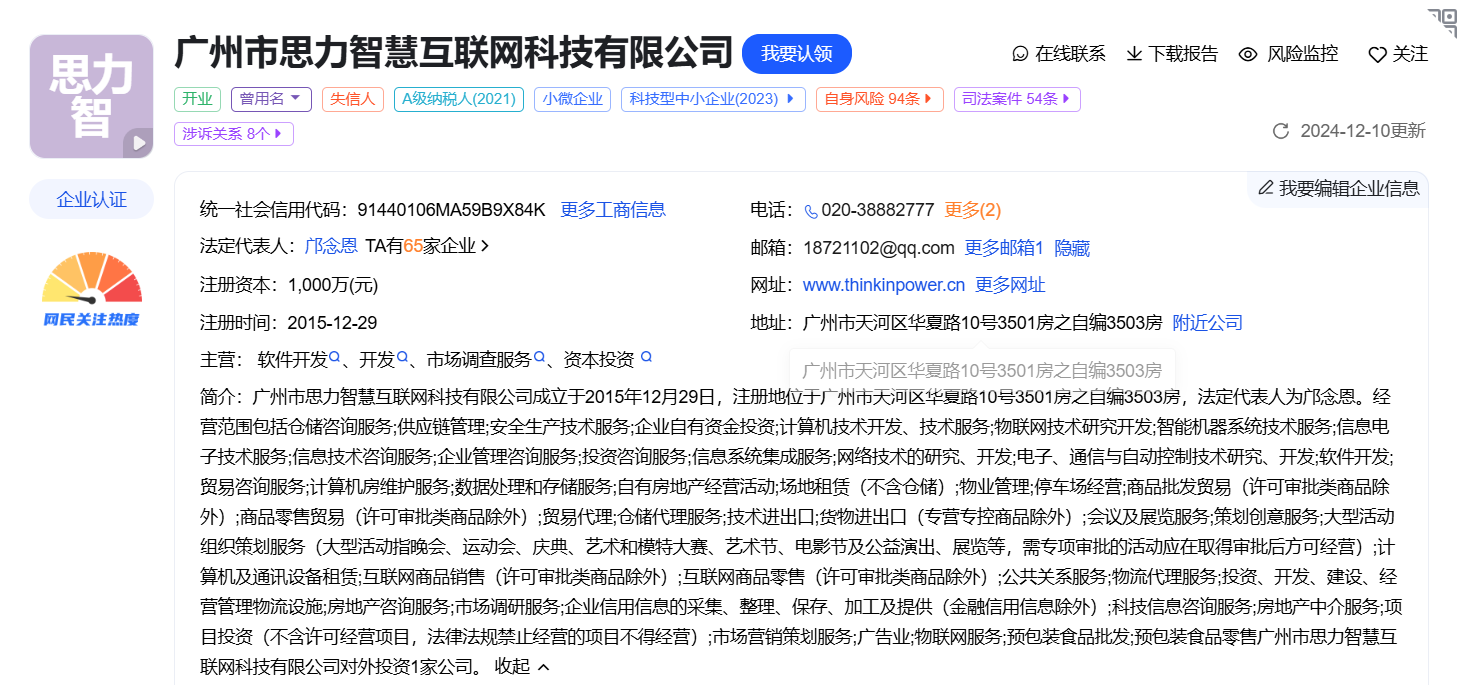 思力
智
广州市思力智慧互联网科技有限公司 我要认领
在线联系 下载报告 风险监控 关注
开业 曾用名 失信人 A级纳税人(2021) 小微企业 科技型中小企业(2023) 自身风险 94条 司法案件 54条
涉诉关系 8个
2024-12-10更新
企业认证
我要编辑企业信息
统一社会信用代码：91440106MA59B9X84K 更多工商信息
电话：020-38882777 更多(2)
法定代表人：邝念恩 TA有65家企业
邮箱：18721102@qq.com 更多邮箱1 隐藏
注册资本：1,000万(元)
网址：www.thinkinpower.cn 更多网址
注册时间：2015-12-29
地址：广州市天河区华夏路10号3501房之自编3503房 附近公司
网民关注热度
主营： 软件开发、开发、市场调查服务、资本投资
广州市天河区华夏路10号3501房之自编3503房
简介：广州市思力智慧互联网科技有限公司成立于2015年12月29日，注册地位于广州市天河区华夏路10号3501房之自编3503房，法定代表人为邝念恩。经
营范围包括仓储咨询服务;供应链管理;安全生产技术服务;企业自有资金投资;计算机技术开发、技术服务;物联网技术研究开发;智能机器系统技术服务;信息电
子技术服务;信息技术咨询服务;企业管理咨询服务;投资咨询服务;信息系统集成服务;网络技术的研究、开发;电子、通信与自动控制技术研究、开发;软件开发;
贸易咨询服务;计算机房维护服务;数据处理和存储服务;自有房地产经营活动;场地租赁（不含仓储）;物业管理;停车场经营;商品批发贸易（许可审批类商品除
外）;商品零售贸易（许可审批类商品除外）;贸易代理;仓储代理服务;技术进出口;货物进出口（专营专控商品除外）;会议及展览服务;策划创意服务;大型活动
组织策划服务（大型活动指晚会、运动会、庆典、艺术和模特大赛、艺术节、电影节及公益演出、展览等，需专项审批的活动应在取得审批后方可经营）;计
算机及通讯设备租赁;互联网商品销售（许可审批类商品除外）;互联网商品零售（许可审批类商品除外）;公共关系服务;物流代理服务;投资、开发、建设、经
营管理物流设施;房地产咨询服务;市场调研服务;企业信用信息的采集、整理、保存、加工及提供（金融信用信息除外）;科技信息咨询服务;房地产中介服务;项
目投资（不含许可经营项目，法律法规禁止经营的项目不得经营）;市场营销策划服务;广告业;物联网服务;预包装食品批发;预包装食品零售广州市思力智慧互
联网科技有限公司对外投资1家公司。 收起